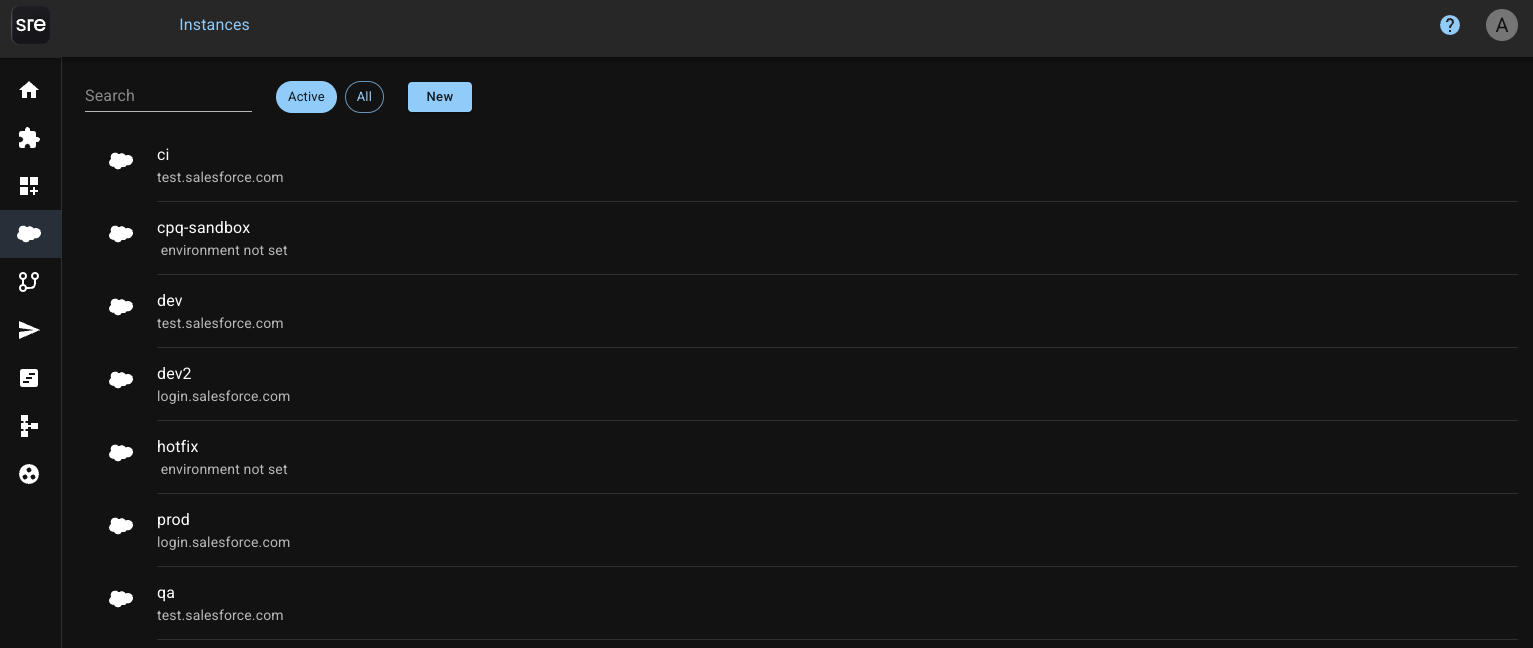 sre
Instances
?
A
Search
Active
All
New
ci
test.salesforce.com
cpq-sandbox
environment not set
dev
test.salesforce.com
dev2
login.salesforce.com
hotfix
environment not set
prod
login.salesforce.com
qa
test.salesforce.com